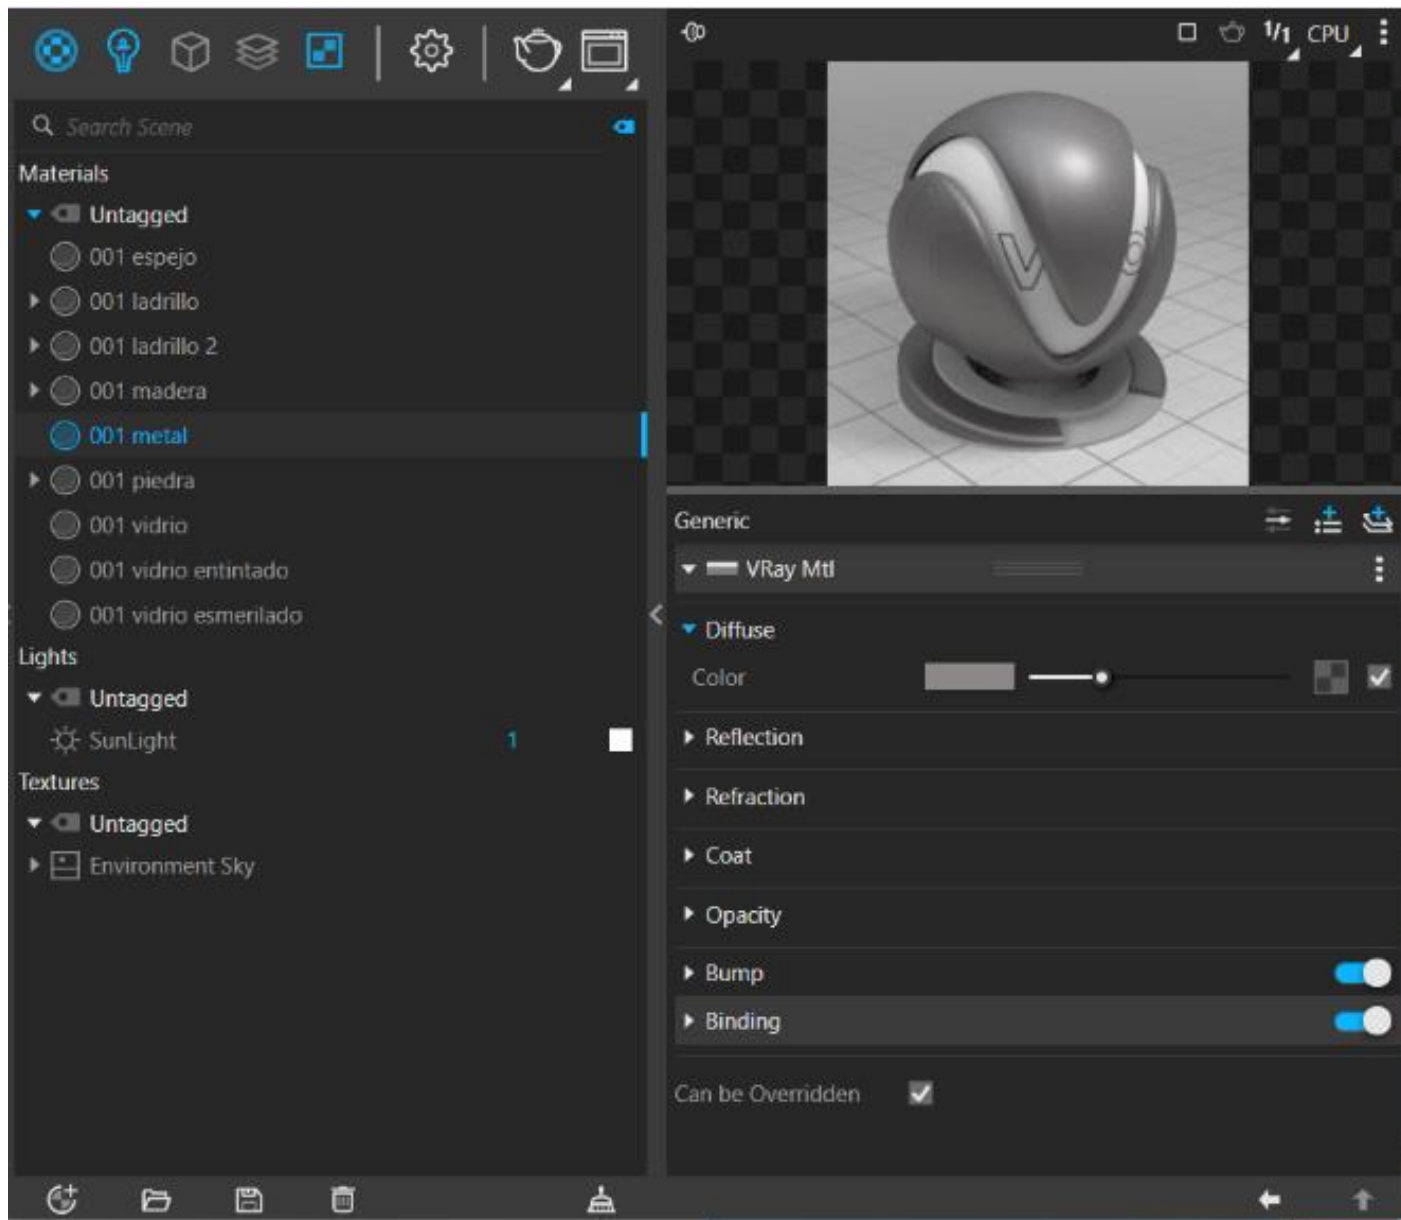 1/1 CPU
Search Scene
Materials
Untagged
001 espejo
001 ladrillo
001 ladrillo 2
001 madera
001 metal
001 piedra
001 vidrio
001 vidrio entintado
001 vidrio esmerilado
Lights
Untagged
SunLight 1
Textures
Untagged
Environment Sky
V
Generic
VRay Mtl
Diffuse
Color
Reflection
Refraction
Coat
Opacity
Bump
Binding
Can be Overridden